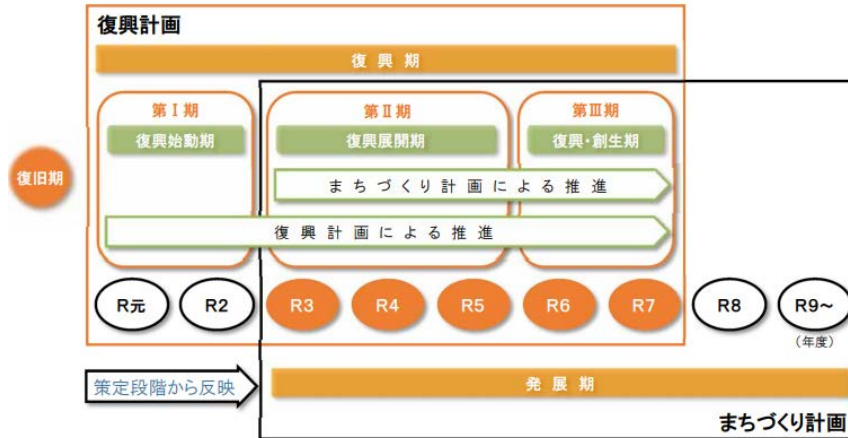 復興計画
復興期
第Ⅰ期
第Ⅱ期
第Ⅲ期
復興始動期
復興展開期
復興・創生期
復旧期
まちづくり計画による推進
復興計画による推進
R元
R2
R3
R4
R5
R6
R7
R8
R9～
(年度)
策定段階から反映
発展期
まちづくり計画